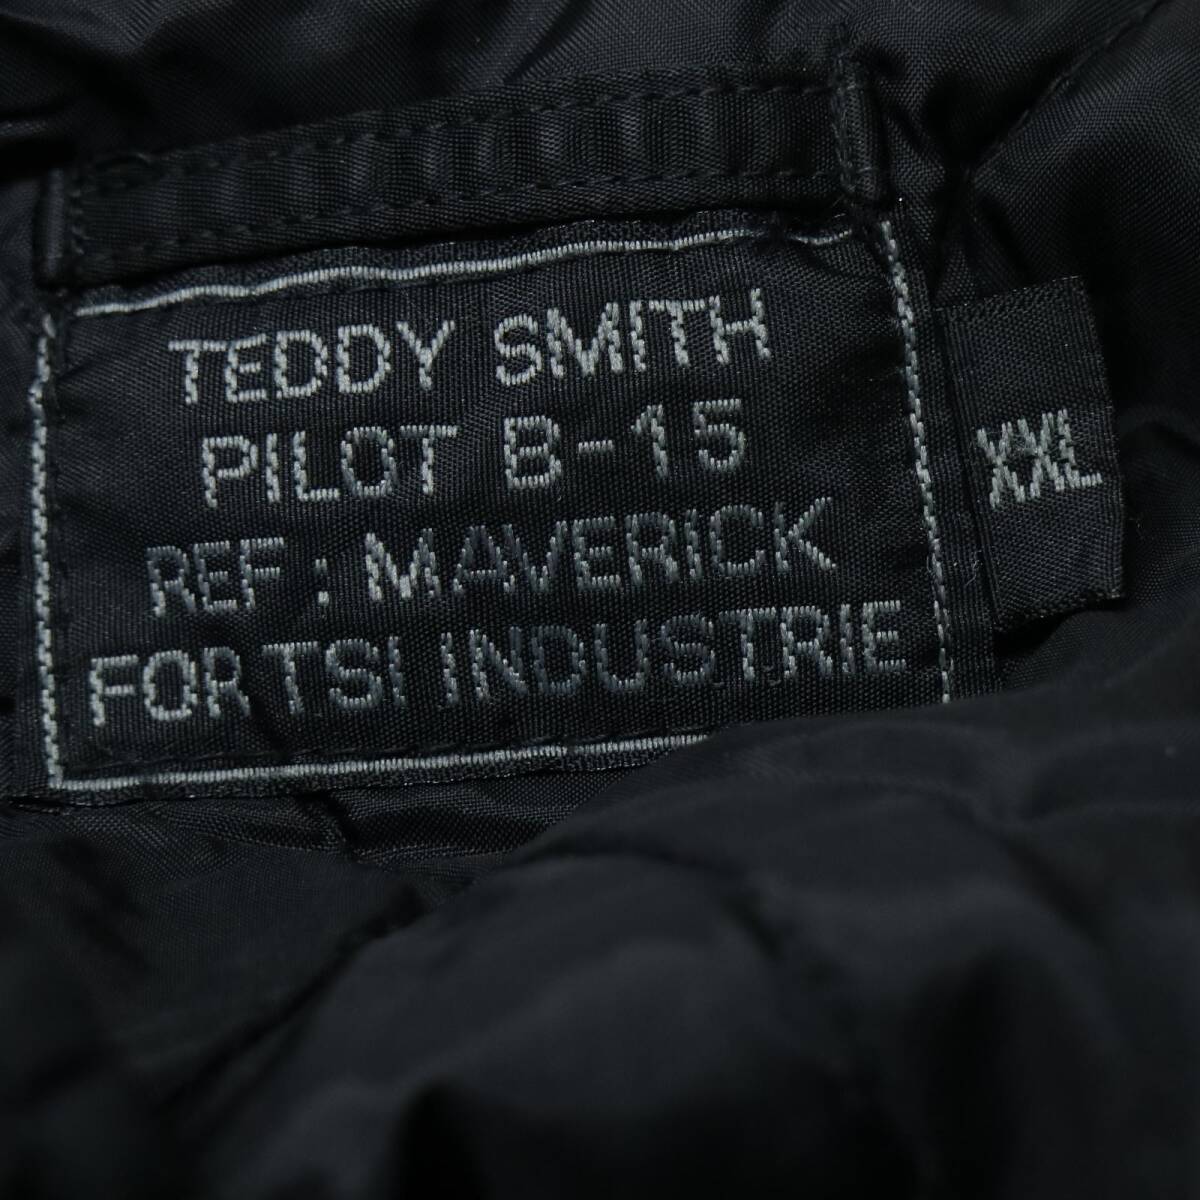 TEDDY SMITH
PILOT B-15
REF : MAVERICK
FOR TSI INDUSTRIE
XXL